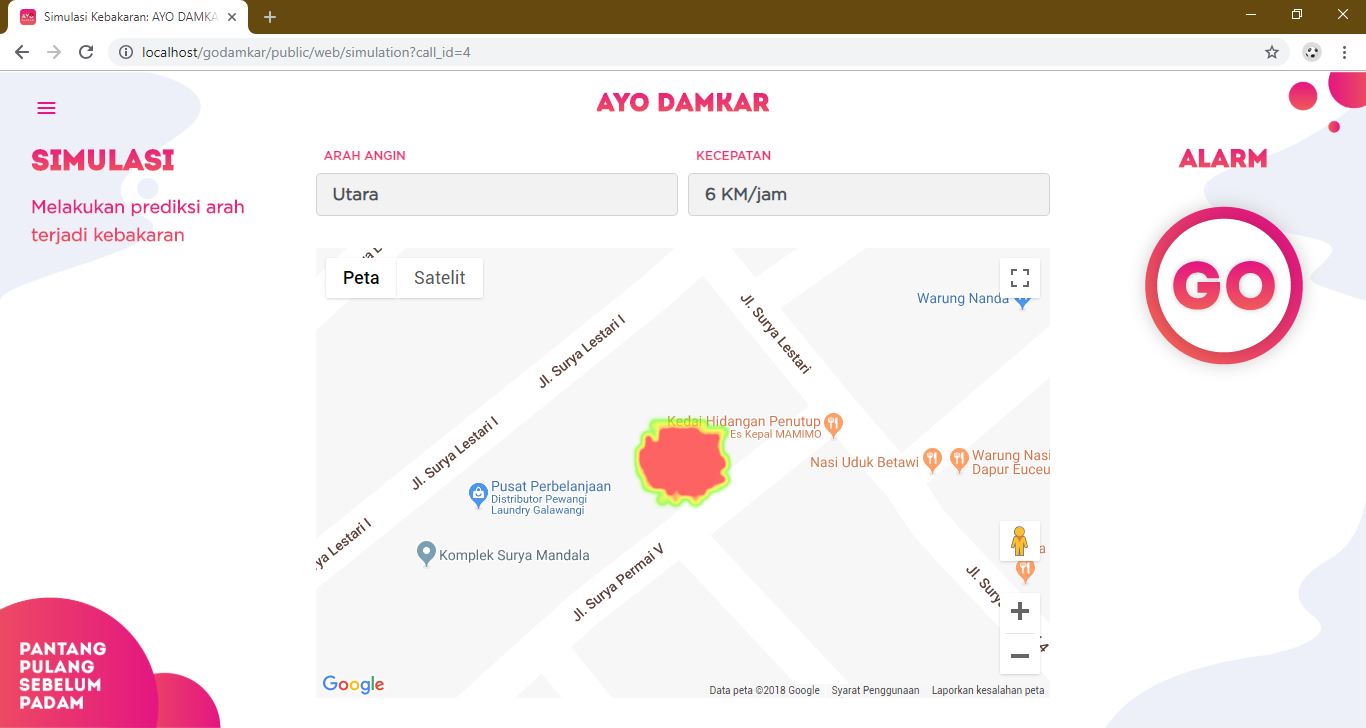 Simulasi Kebakaran: AYO DAMKA
localhost/godamkar/public/web/simulation?call_id=4
AYO DAMKAR
SIMULASI
Melakukan prediksi arah
terjadi kebakaran
ARAH ANGIN
Utara
KECEPATAN
6 KM/jam
ALARM
GO
Peta
Satelit
Warung Nanda
Jl. Surya Lestari I
Jl. Surya Lestari
Jl. Surya Lestari I
Kedai Hidangan Penutup
Es Kepal MAMIMO
Nasi Uduk Betawi
Warung Nasi
Dapur Euceu
Pusat Perbelanjaan
Distributor Pewangi
Laundry Galawangi
ya Lestari I
Komplek Surya Mandala
Jl. Surya Permai V
Jl. Surya
Google
Data peta ©2018 Google
Syarat Penggunaan
Laporkan kesalahan peta
PANTANG
PULANG
SEBELUM
PADAM